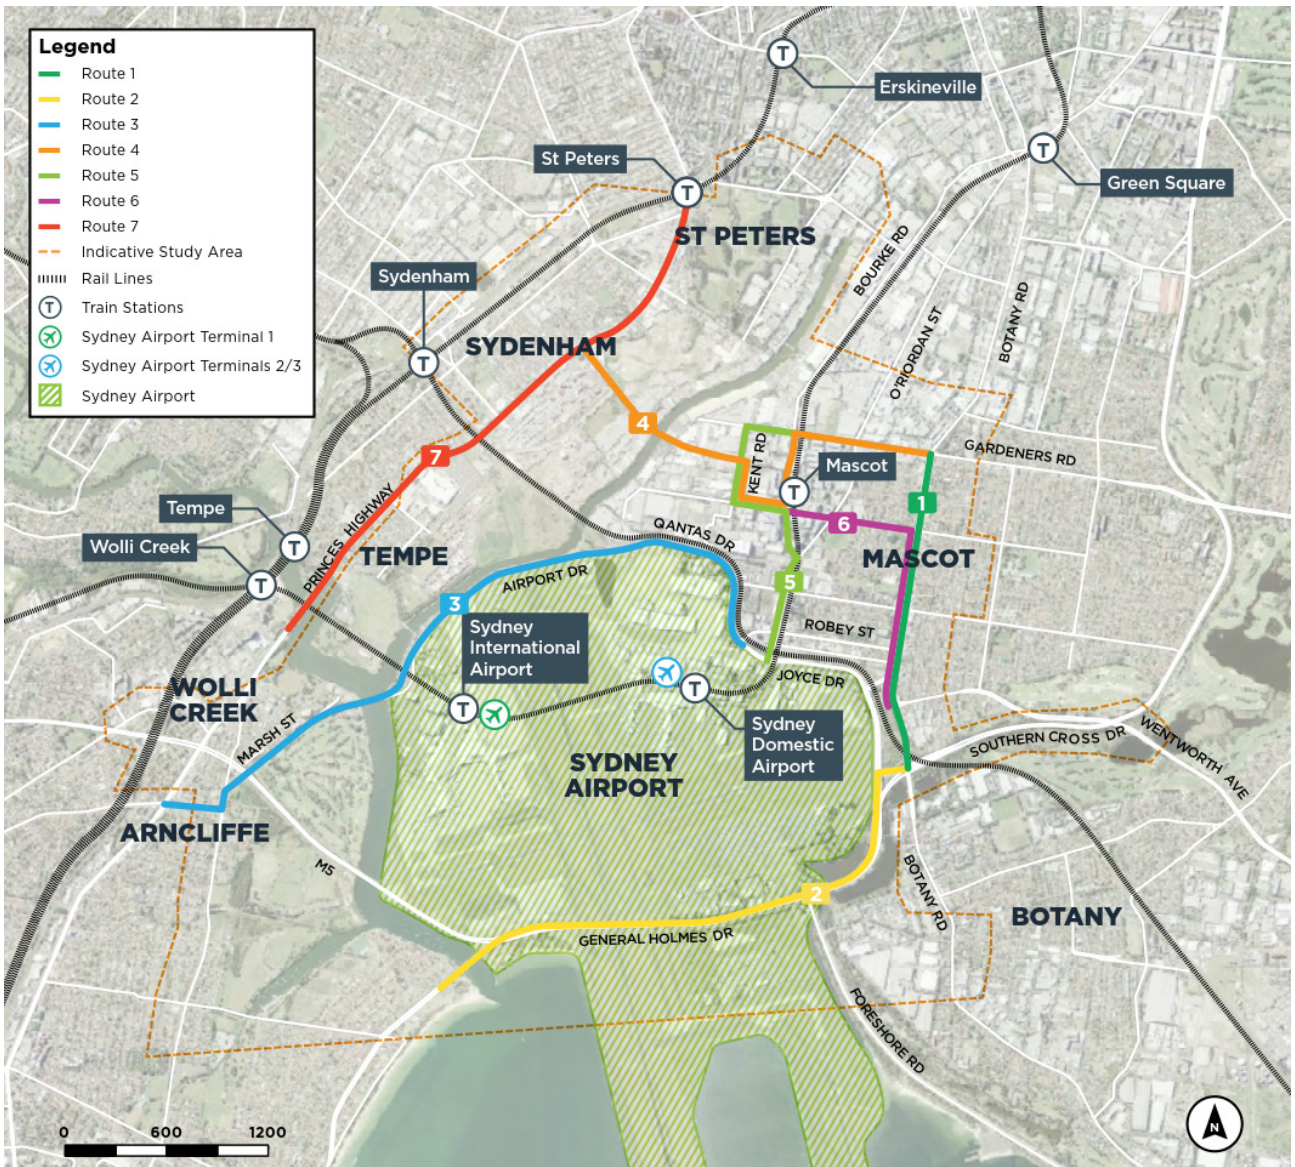 Legend
Route 1
Route 2
Route 3
Route 4
Route 5
Route 6
Route 7
Indicative Study Area
Rail Lines
T
Train Stations
Sydney Airport Terminal 1
Sydney Airport Terminals 2/3
Sydney Airport
T
Erskineville
T
Green Square
St Peters
T
ST PETERS
BOURKE RD
O'RIORDAN ST
BOTANY RD
Sydenham
T
SYDENHAM
4
7
KENT RD
GARDENERS RD
Mascot
T
1
6
MASCOT
Tempe
T
Wolli Creek
T
PRINCES HIGHWAY
TEMPE
QANTAS DR
AIRPORT DR
3
5
ROBEY ST
Sydney
International
Airport
T
JOYCE DR
T
Sydney
Domestic
Airport
WOLLI
CREEK
MARSH ST
SYDNEY
AIRPORT
SOUTHERN CROSS DR
WENTWORTH AVE
ARNCLIFFE
M5
2
BOTANY RD
BOTANY
GENERAL HOLMES DR
FORESHORE RD
0 600 1200
N